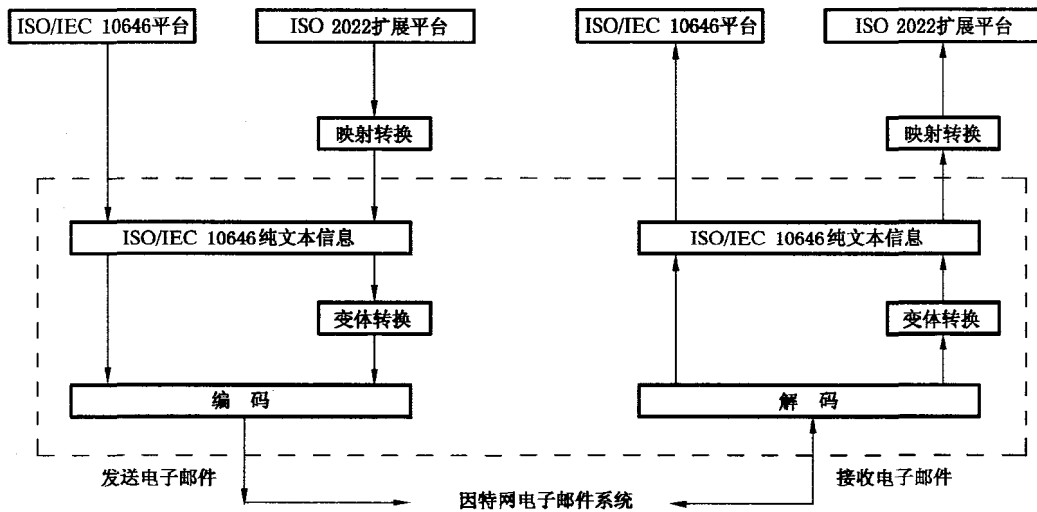 ISO/IEC 10646平台
ISO 2022扩展平台
ISO/IEC 10646平台
ISO 2022扩展平台
映射转换
映射转换
ISO/IEC 10646纯文本信息
ISO/IEC 10646纯文本信息
变体转换
变体转换
编 码
解 码
发送电子邮件
接收电子邮件
因特网电子邮件系统